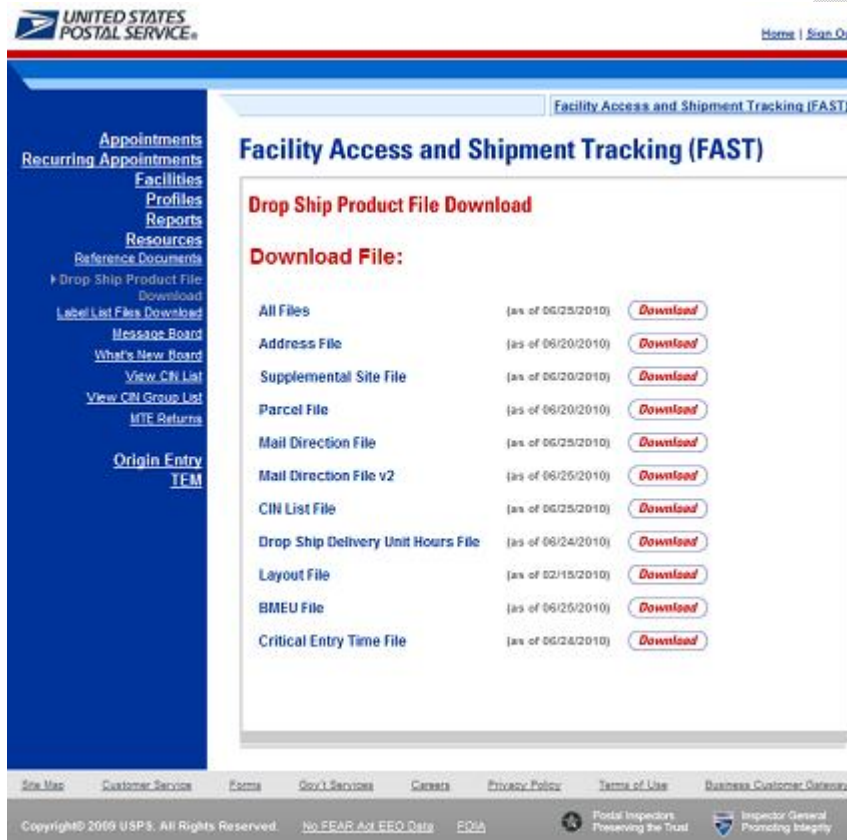 UNITED STATES
POSTAL SERVICE®
Home | Sign O
Facility Access and Shipment Tracking (FAST)
Appointments
Recurring Appointments
Facilities
Profiles
Reports
Resources
Reference Documents
Drop Ship Product File
Download
Label List Files Download
Message Board
What's New Board
View CIN List
View CIN Group List
MTE Returns
Origin Entry
TEM
Facility Access and Shipment Tracking (FAST)
Drop Ship Product File Download
Download File:
All Files (as of 06/25/2010) Download
Address File (as of 06/20/2010) Download
Supplemental Site File (as of 06/20/2010) Download
Parcel File (as of 06/20/2010) Download
Mail Direction File (as of 06/25/2010) Download
Mail Direction File v2 (as of 06/25/2010) Download
CIN List File (as of 06/25/2010) Download
Drop Ship Delivery Unit Hours File (as of 06/24/2010) Download
Layout File (as of 02/15/2010) Download
BMEU File (as of 06/25/2010) Download
Critical Entry Time File (as of 06/24/2010) Download
Site Map Customer Service Forms Gov't Services Careers Privacy Policy Terms of Use Business Customer Gateway
Copyright© 2009 USPS. All Rights Reserved. No FEAR Act EEO Data FOIA
Postal Inspectors
Preserving the Trust
Inspector General
Promoting Integrity